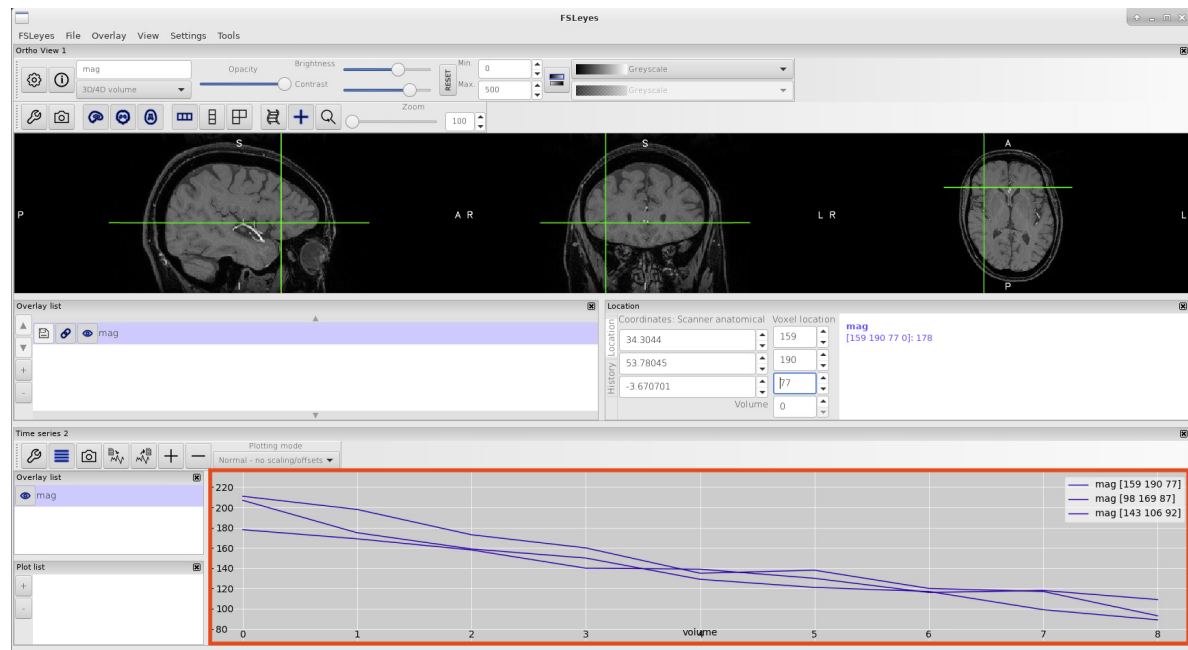 FSLeyes
FSLeyes File Overlay View Settings Tools
Ortho View 1
mag
3D/4D volume
Opacity
Brightness
Contrast
RESET
Min. 0
Max. 500
Greyscale
Greyscale
Zoom
100
S S A
P A R L R L
I I P
Overlay list
mag
Location
Location
History
Coordinates: Scanner anatomical Voxel location
34.3044 159
53.78045 190
-3.670701 77
Volume 0
mag
[159 190 77 0]: 178
Time series 2
Plotting mode
Normal - no scaling/offsets
Overlay list
mag
Plot list
220
200
180
160
140
120
100
80
0 1 2 3 4 5 6 7 8
volume
mag [159 190 77]
mag [98 169 87]
mag [143 106 92]